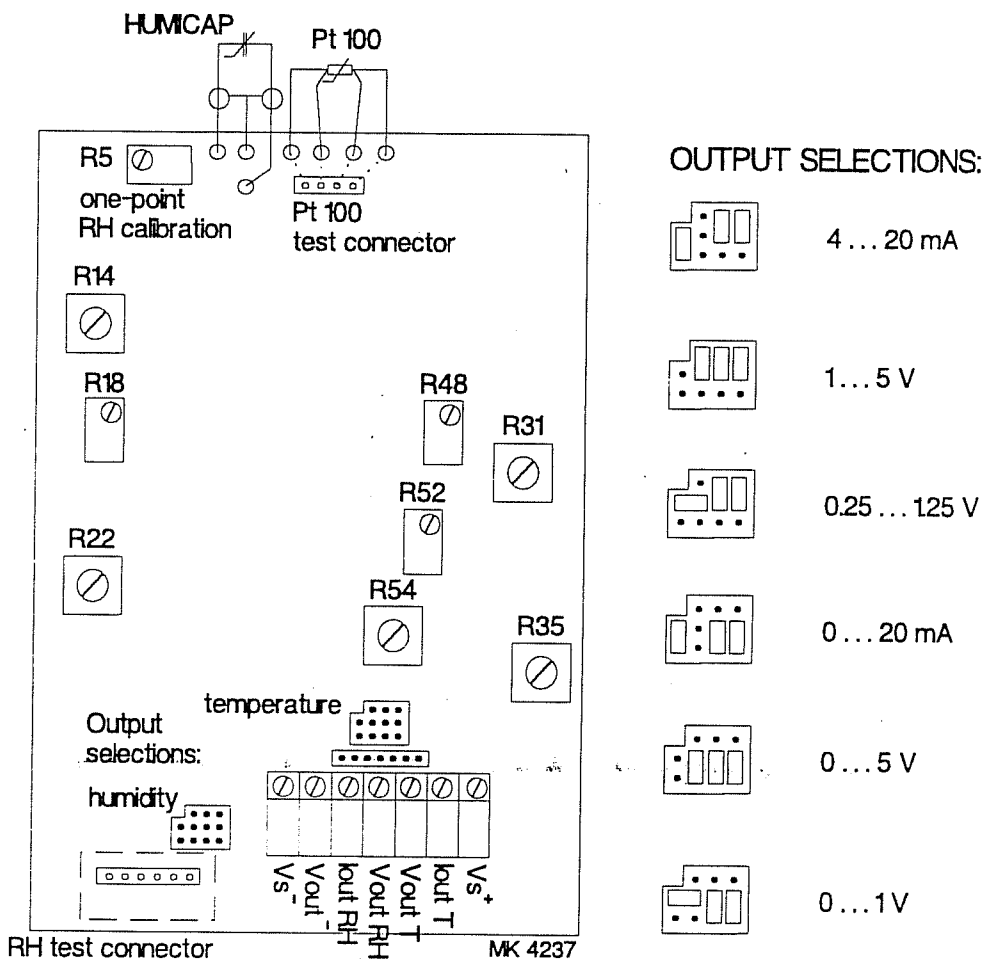 HUMICAP
Pt 100
R5
one-point
RH calibration
Pt 100
test connector
R14
R18
R48
R31
R52
R22
R54
R35
temperature
Output
selections:
humidity
Vs-
Vout-
Iout RH
Vout RH
Vout T
Iout T
Vs+
RH test connector
MK 4237
OUTPUT SELECTIONS:
4...20 mA
1...5 V
0.25...1.25 V
0...20 mA
0...5 V
0...1 V